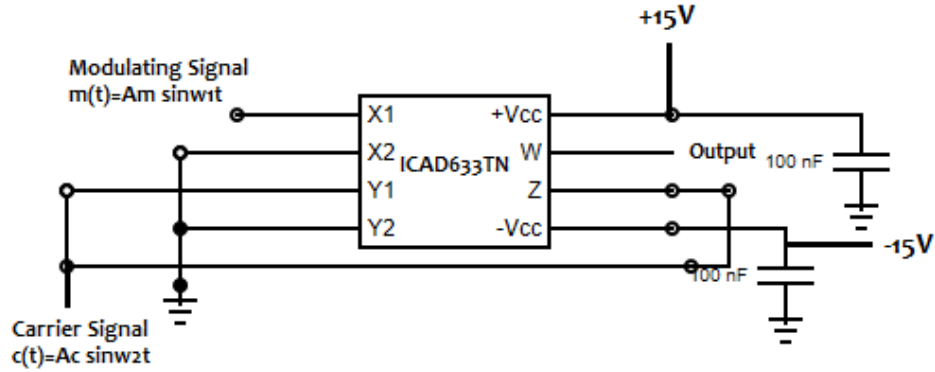 +15V
Modulating Signal
m(t)=Am sinw1t
X1
+Vcc
X2
ICAD633TN
W
Output
100 nF
Y1
Z
Y2
-Vcc
-15V
100 nF
Carrier Signal
c(t)=Ac sinw2t